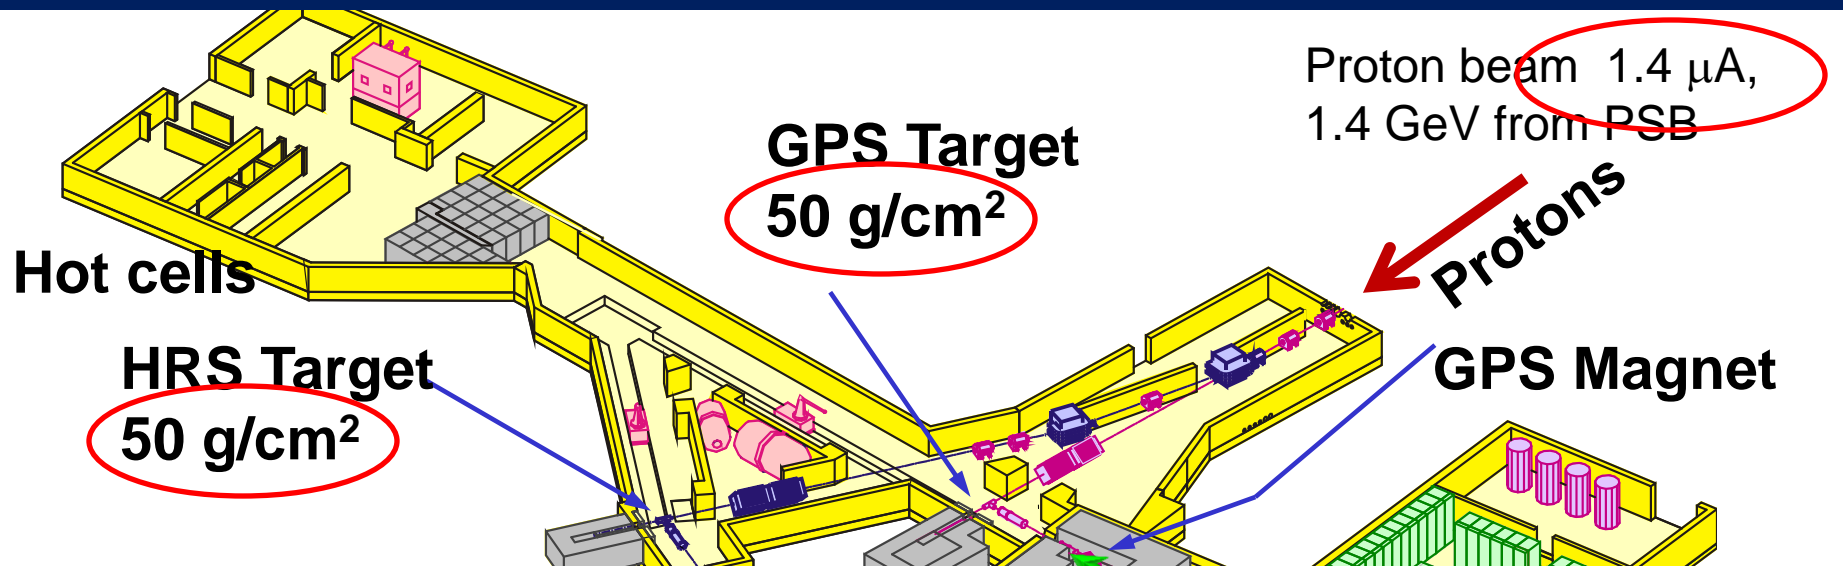 Proton beam 1.4 μA,
1.4 GeV from PSB
GPS Target
50 g/cm²
Protons
Hot cells
HRS Target
50 g/cm²
GPS Magnet